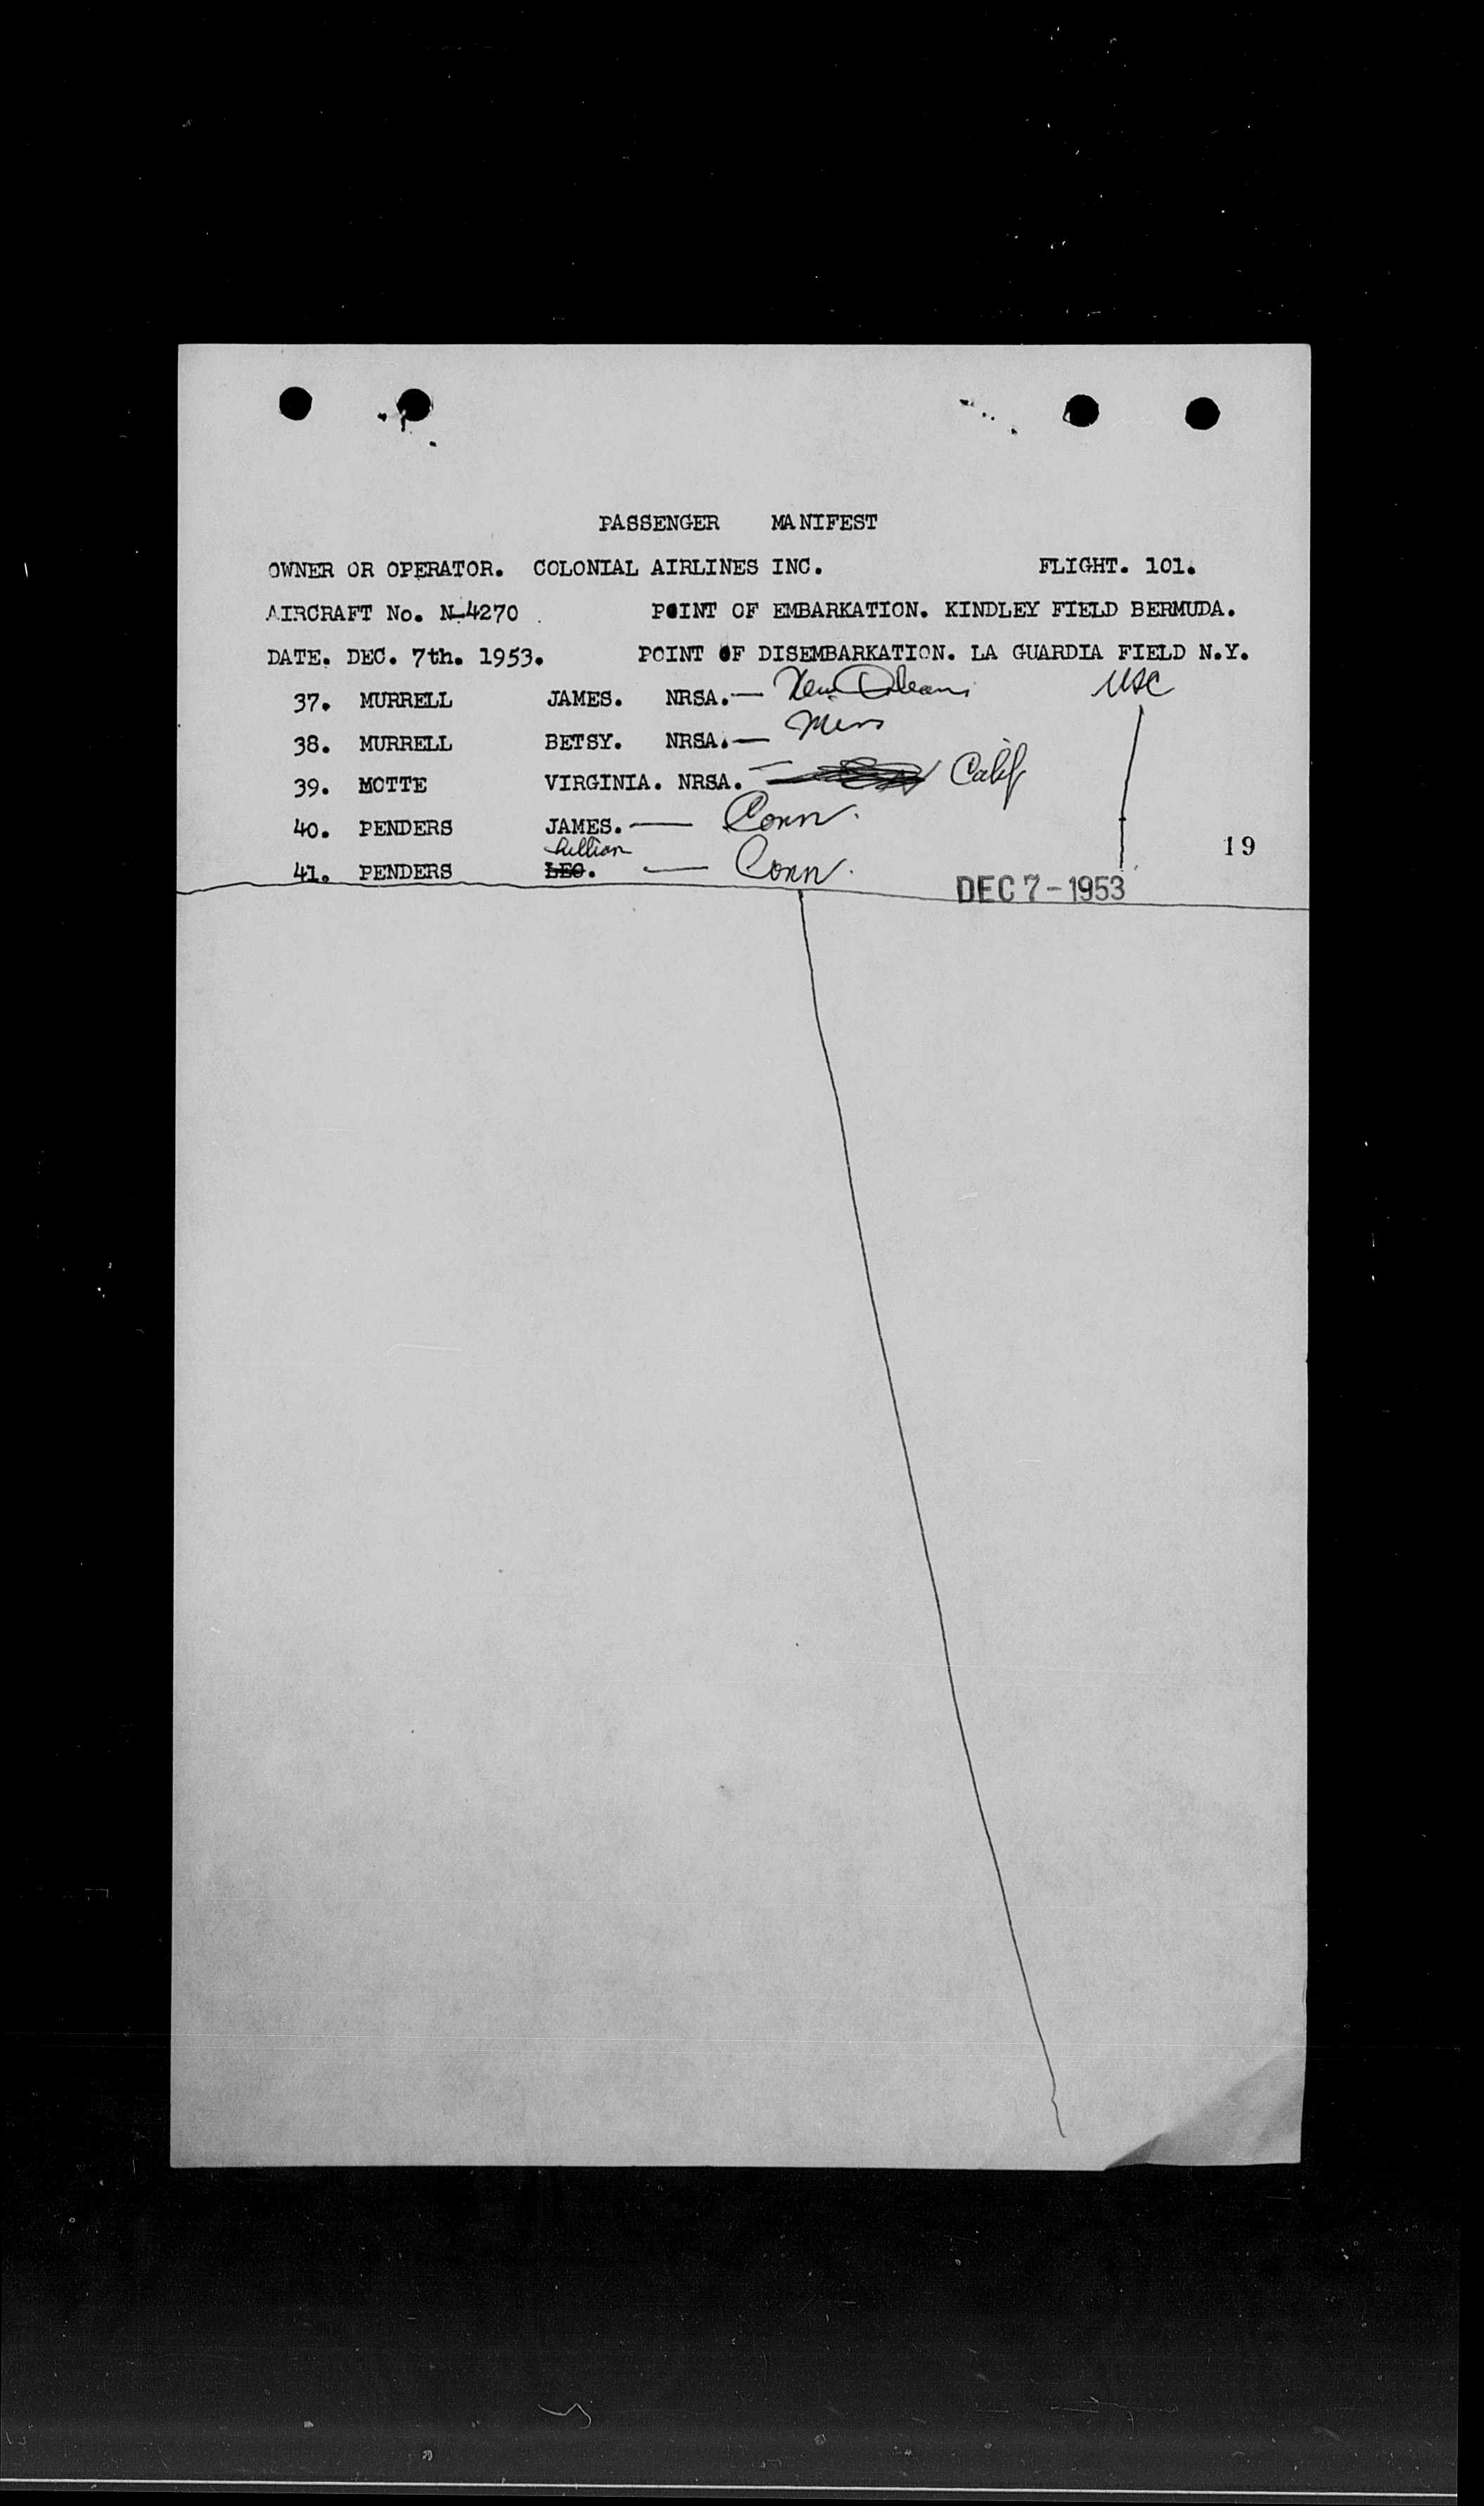 PASSENGER MANIFEST
OWNER OR OPERATOR. COLONIAL AIRLINES INC. FLIGHT. 101.
AIRCRAFT No. N-4270 . POINT OF EMBARKATION. KINDLEY FIELD BERMUDA.
DATE. DEC. 7th. 1953. POINT OF DISEMBARKATION. LA GUARDIA FIELD N.Y.
37. MURRELL JAMES. NRSA.— New Orleans USC
38. MURRELL BETSY. NRSA.— Miss
39. MOTTE VIRGINIA. NRSA. — Calif
40. PENDERS JAMES. — Conn.
Lillian
41. PENDERS LEO. — Conn.
19
DEC 7-1953